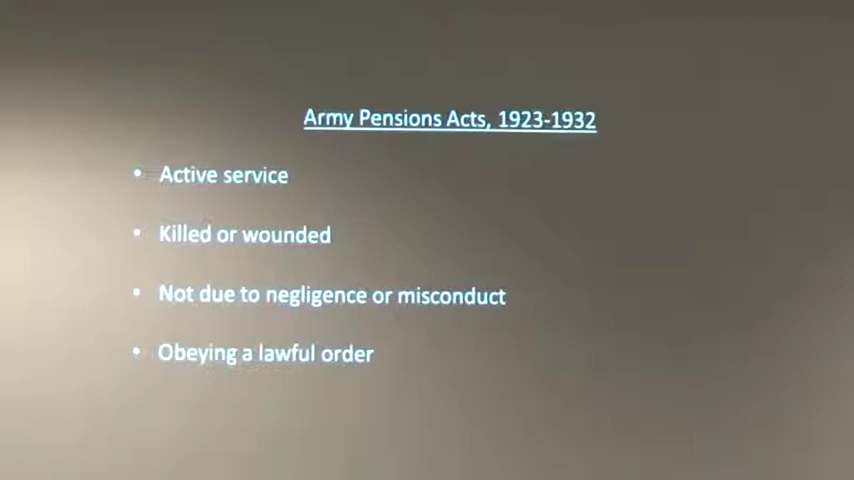 Army Pensions Acts, 1923-1932
• Active service
• Killed or wounded
• Not due to negligence or misconduct
• Obeying a lawful order